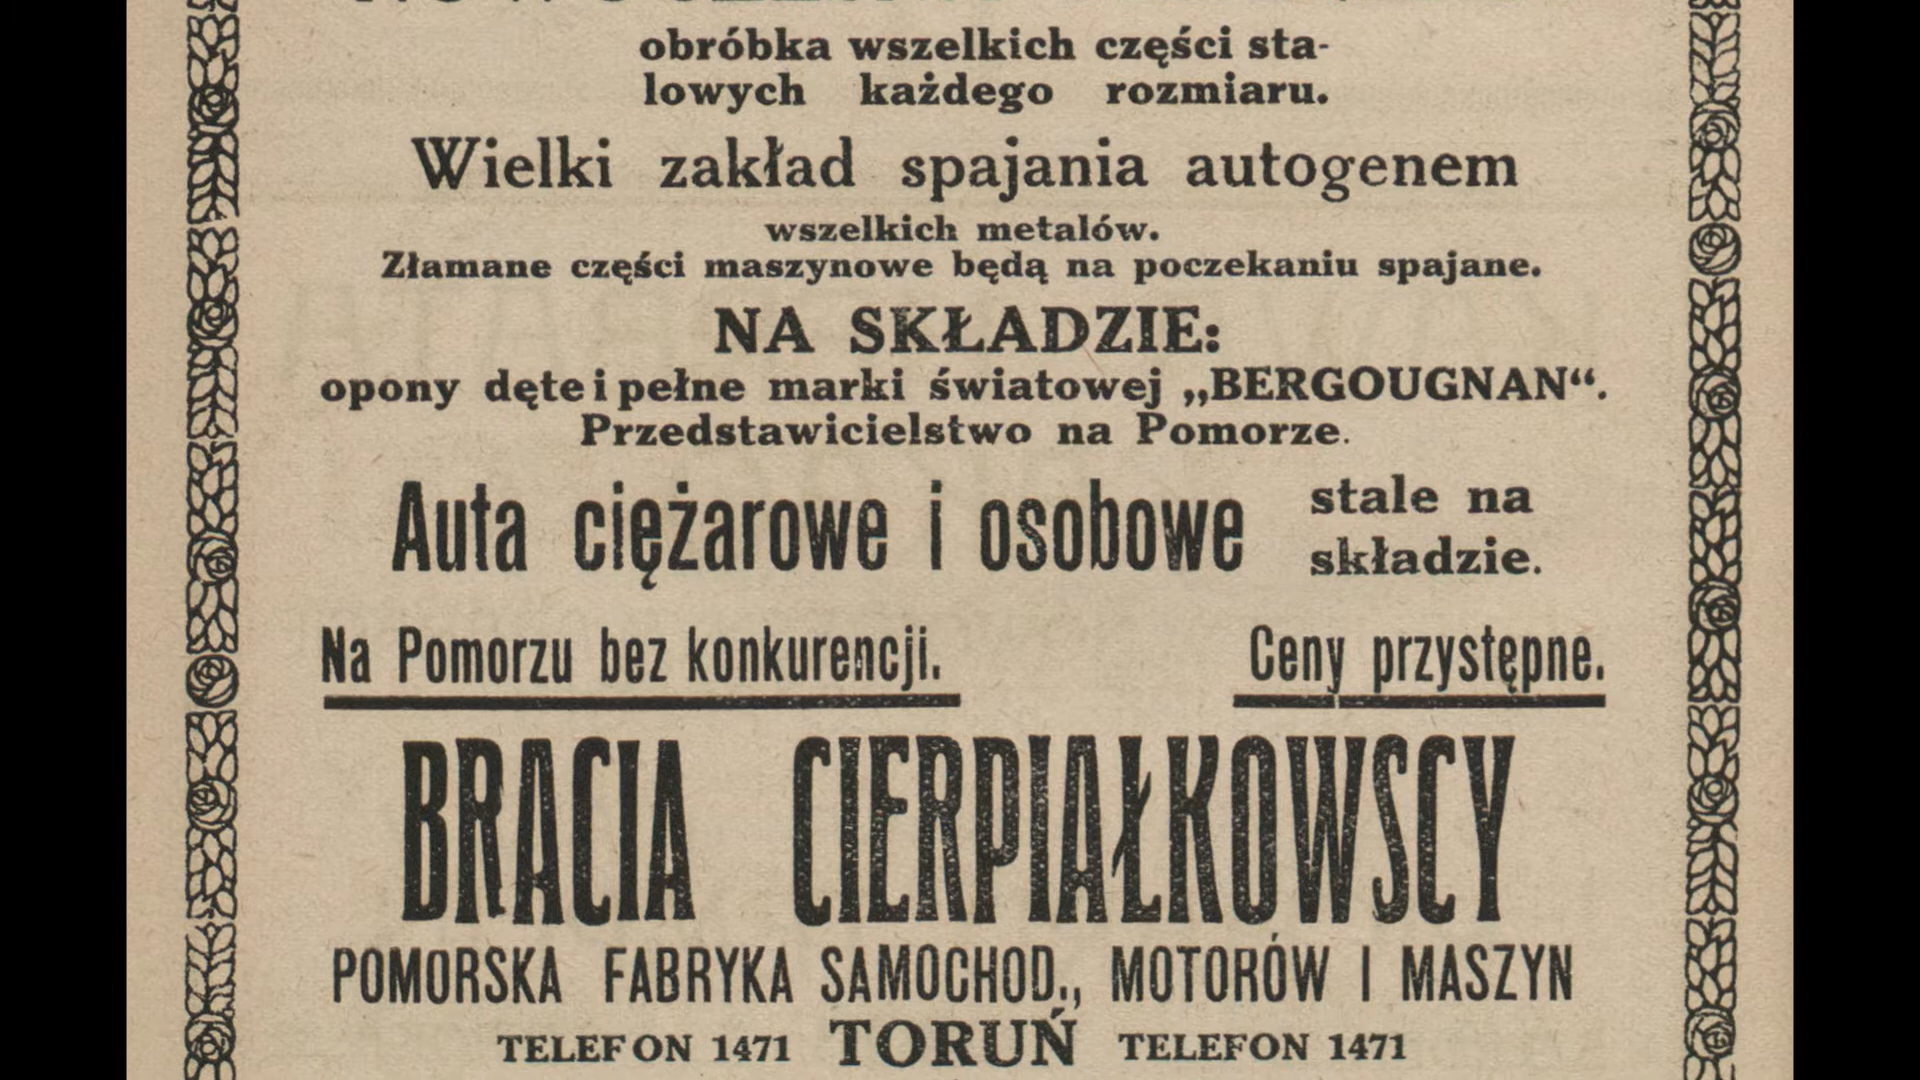 obróbka wszelkich części sta-
lowych każdego rozmiaru.
Wielki zakład spajania autogenem
wszelkich metalów.
Złamane części maszynowe będą na poczekaniu spajane.
NA SKŁADZIE:
opony dęte i pełne marki światowej „BERGOUGNAN“.
Przedstawicielstwo na Pomorze.
Auta ciężarowe i osobowe stale na
składzie.
Na Pomorzu bez konkurencji. Ceny przystępne.
BRACIA CIERPIAŁKOWSCY
POMORSKA FABRYKA SAMOCHOD., MOTORÓW I MASZYN
TELEFON 1471 TORUŃ TELEFON 1471